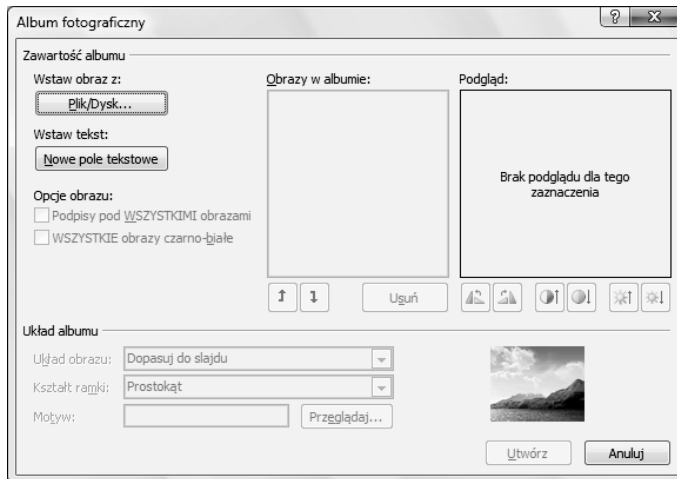 Album fotograficzny
Zawartość albumu
Wstaw obraz z:
Plik/Dysk...
Wstaw tekst:
Nowe pole tekstowe
Opcje obrazu:
Podpisy pod WSZYSTKIMI obrazami
WSZYSTKIE obrazy czarno-białe
Obrazy w albumie:
Usuń
Podgląd:
Brak podglądu dla tego
zaznaczenia
Układ albumu
Układ obrazu: Dopasuj do slajdu
Kształt ramki: Prostokąt
Motyw: Przeglądaj...
Utwórz Anuluj